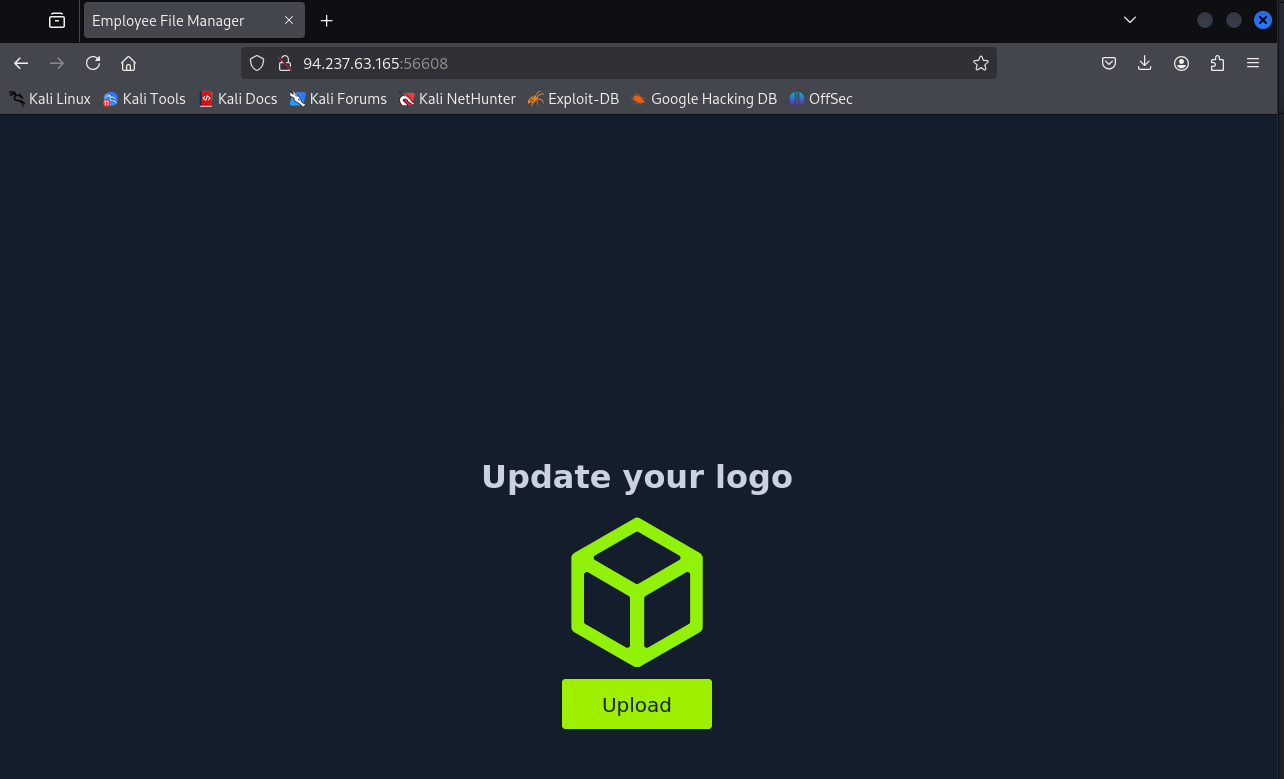 Employee File Manager
94.237.63.165:56608
Kali Linux Kali Tools Kali Docs Kali Forums Kali NetHunter Exploit-DB Google Hacking DB OffSec
Update your logo
Upload